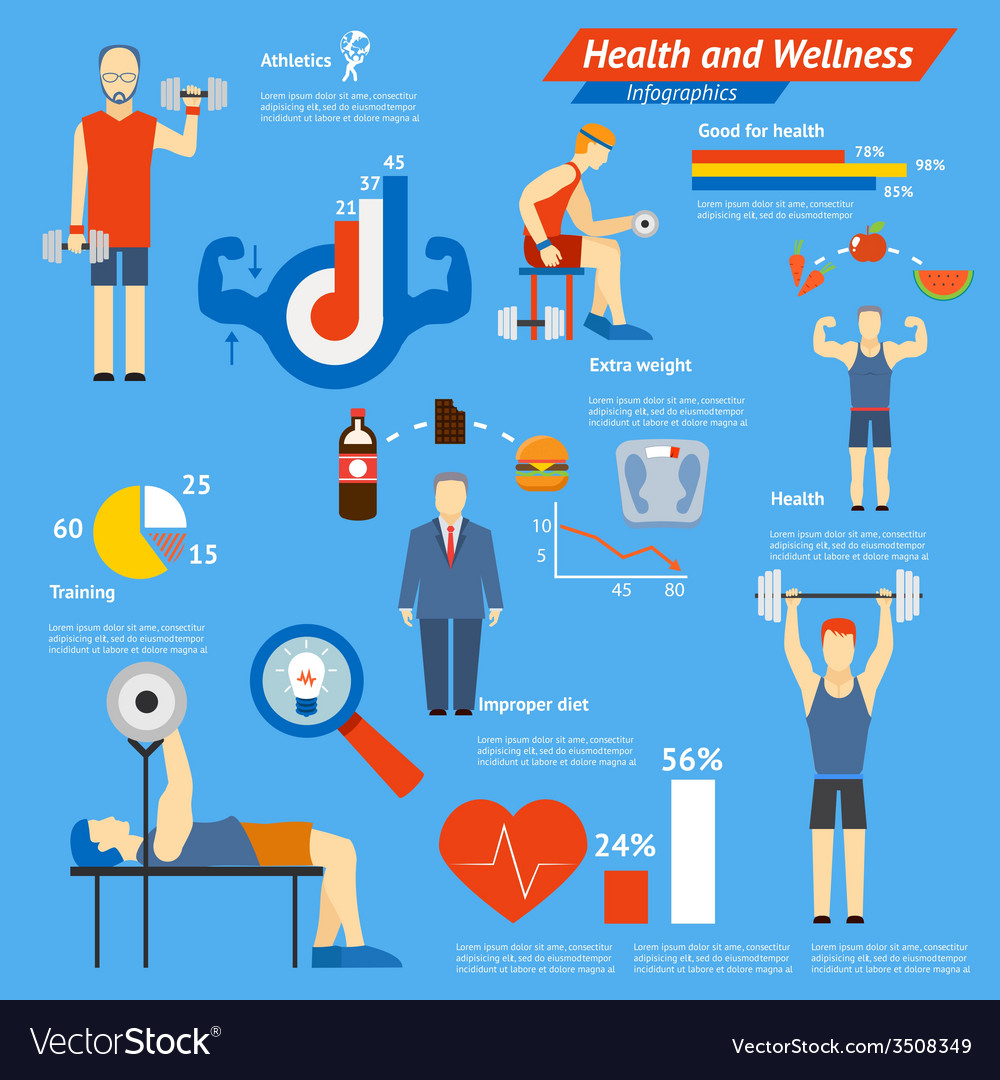 Health and Wellness
Infographics
Athletics
Lorem ipsum dolor sit ame, consectetur
adipisicing elit, sed do eiusmodtempor
incididunt ut labore et dolore magna al
45
37
21
Good for health
78%
98%
85%
Lorem ipsum dolor sit ame, consectetur
adipisicing elit, sed do eiusmodtempor
Extra weight
Lorem ipsum dolor sit ame, consectetur
adipisicing elit, sed do eiusmodtempor
incididunt ut labore et dolore magna al
10
5
45 80
Health
Lorem ipsum dolor sit ame, consectetur
adipisicing elit, sed do eiusmodtempor
incididunt ut labore et dolore magna al
25
60
15
Training
Lorem ipsum dolor sit ame, consectetur
adipisicing elit, sed do eiusmodtempor
incididunt ut labore et dolore magna al
Improper diet
Lorem ipsum dolor sit ame, consectetur
adipisicing elit, sed do eiusmodtempor
incididunt ut labore et dolore magna al
56%
24%
Lorem ipsum dolor sit ame, consectetur
adipisicing elit, sed do eiusmodtempor
incididunt ut labore et dolore magna al
Lorem ipsum dolor sit ame, consectetur
adipisicing elit, sed do eiusmodtempor
incididunt ut labore et dolore magna al
Lorem ipsum dolor sit ame, consectetur
adipisicing elit, sed do eiusmodtempor
incididunt ut labore et dolore magna al
VectorStock®
VectorStock.com/3508349